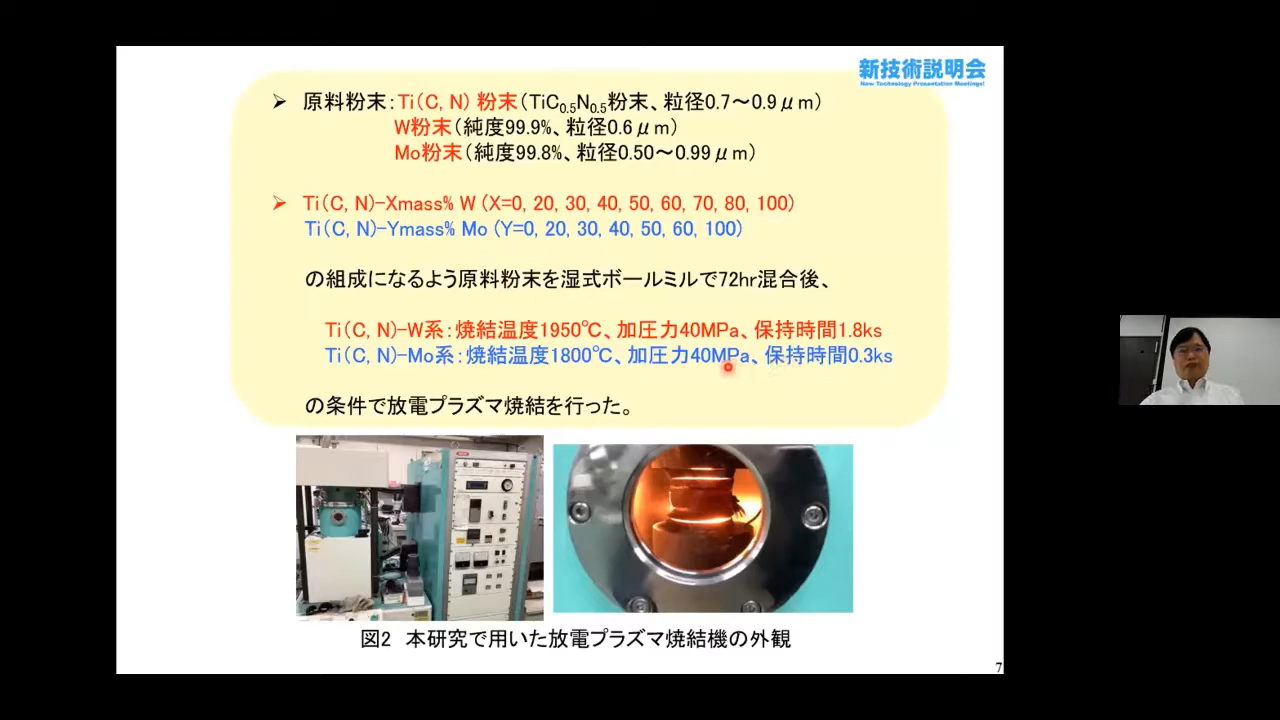 新技術説明会
New Technology Presentation Meetings!
➢ 原料粉末：Ti(C, N) 粉末（TiC0.5N0.5粉末、粒径0.7～0.9μm）
W粉末（純度99.9%、粒径0.6μm）
Mo粉末（純度99.8%、粒径0.50～0.99μm）
➢ Ti(C, N)-Xmass% W (X=0, 20, 30, 40, 50, 60, 70, 80, 100)
Ti(C, N)-Ymass% Mo (Y=0, 20, 30, 40, 50, 60, 100)
の組成になるよう原料粉末を湿式ボールミルで72hr混合後、
Ti(C, N)-W系：焼結温度1950℃、加圧力40MPa、保持時間1.8ks
Ti(C, N)-Mo系：焼結温度1800℃、加圧力40MPa、保持時間0.3ks
の条件で放電プラズマ焼結を行った。
図2 本研究で用いた放電プラズマ焼結機の外観
7